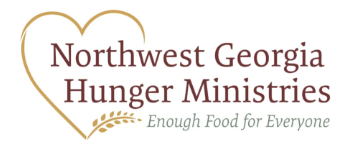 Northwest Georgia
Hunger Ministries
Enough Food for Everyone